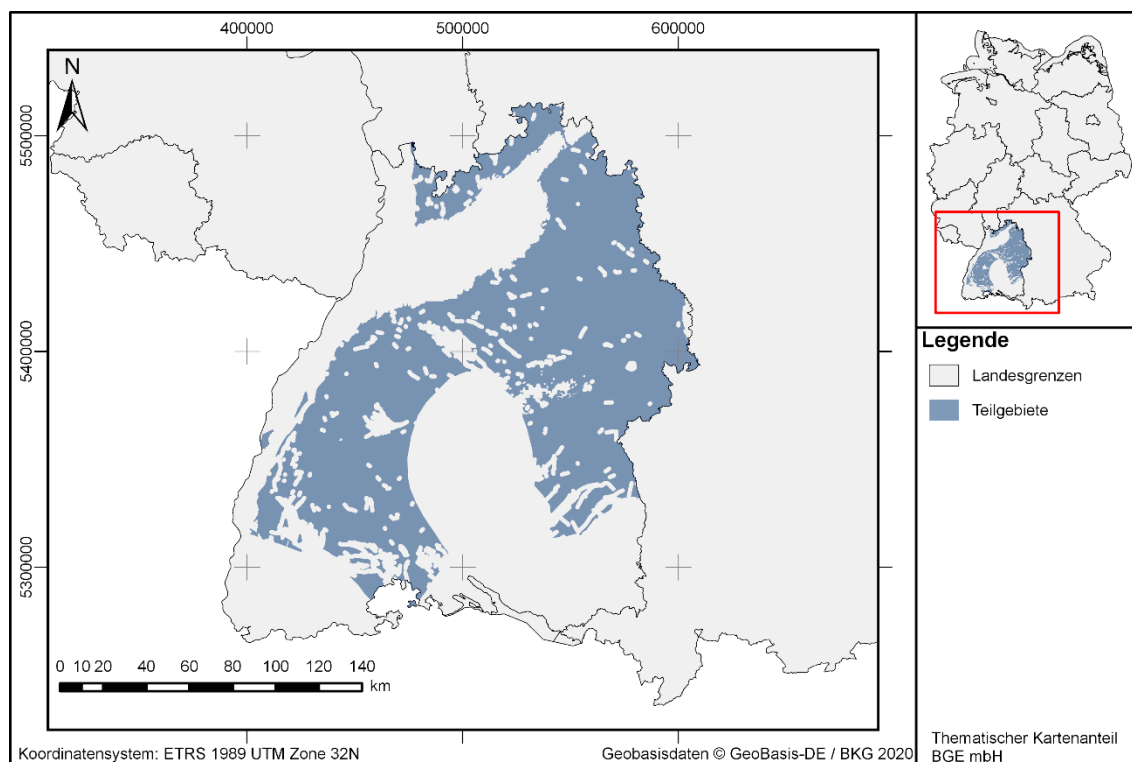 400000
500000
600000
N
5500000
5400000
5300000
0 10 20 40 60 80 100 120 140
km
Koordinatensystem: ETRS 1989 UTM Zone 32N
Geobasisdaten © GeoBasis-DE / BKG 2020
Legende
Landesgrenzen
Teilgebiete
Thematischer Kartenanteil
BGE mbH